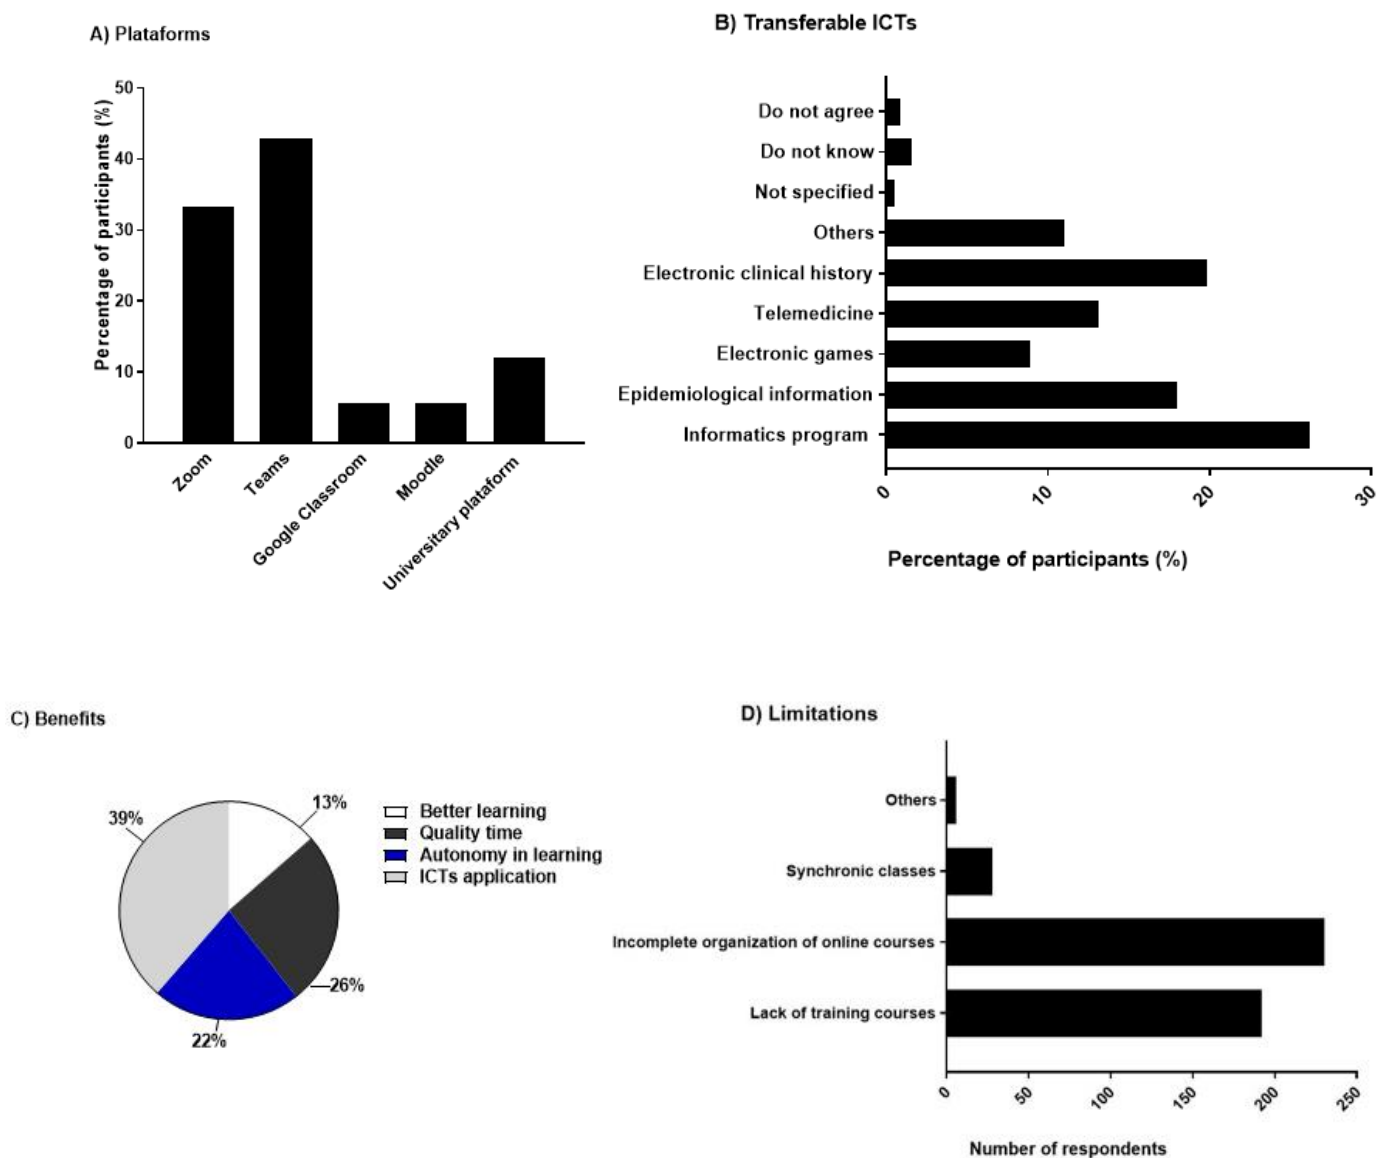 A) Plataforms
Percentage of participants (%)
50
40
30
20
10
0
Zoom
Teams
Google Classroom
Moodle
Universitary plataform
B) Transferable ICTs
Do not agree
Do not know
Not specified
Others
Electronic clinical history
Telemedicine
Electronic games
Epidemiological information
Informatics program
0
10
20
30
Percentage of participants (%)
C) Benefits
13%
26%
22%
39%
Better learning
Quality time
Autonomy in learning
ICTs application
D) Limitations
Others
Synchronic classes
Incomplete organization of online courses
Lack of training courses
0
50
100
150
200
250
Number of respondents